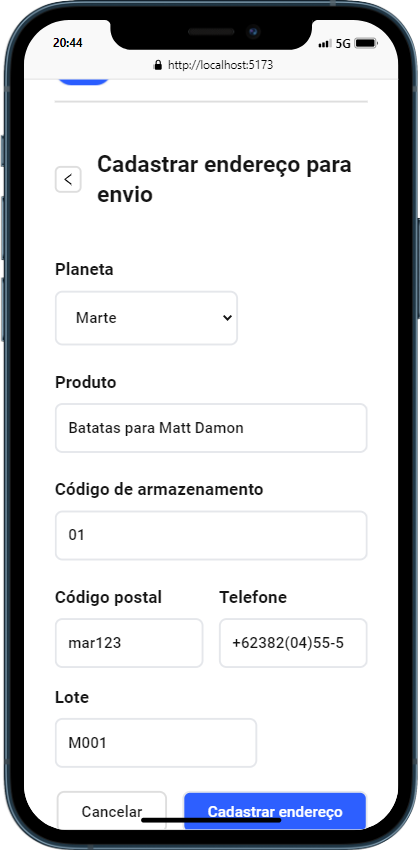 20:44
5G
http://localhost:5173
<
Cadastrar endereço para
envio
Planeta
Marte
Produto
Batatas para Matt Damon
Código de armazenamento
01
Código postal
Telefone
mar123
+62382(04)55-5
Lote
M001
Cancelar
Cadastrar endereço